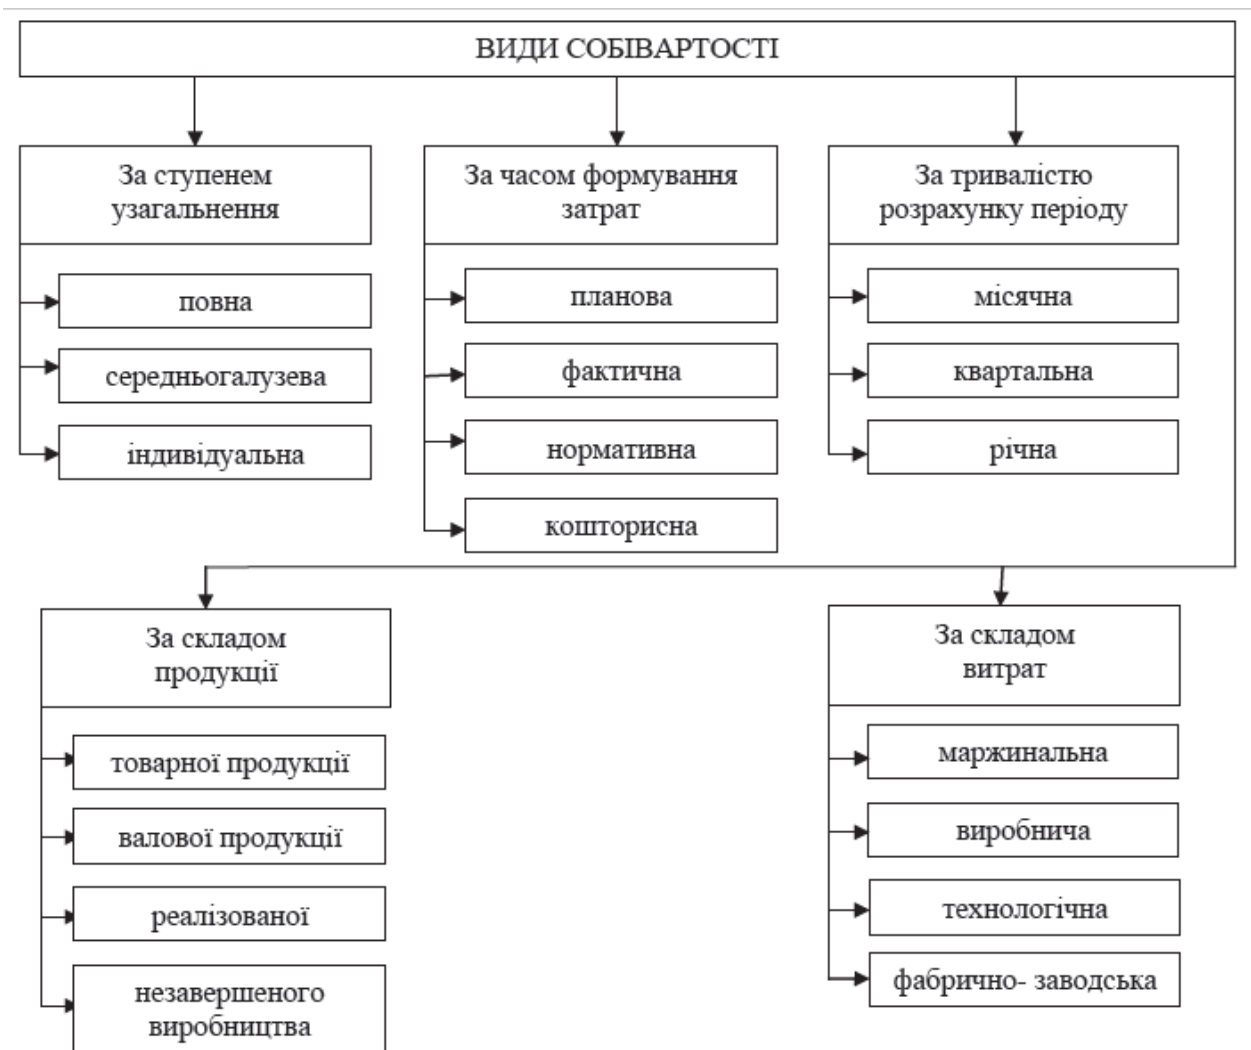 ВИДИ СОБІВАРТОСТІ
За ступенем
узагальнення
повна
середньогалузева
індивідуальна
За часом формування
затрат
планова
фактична
нормативна
кошторисна
За тривалістю
розрахунку періоду
місячна
квартальна
річна
За складом
продукції
товарної продукції
валової продукції
реалізованої
незавершеного
виробництва
За складом
витрат
маржинальна
виробнича
технологічна
фабрично- заводська